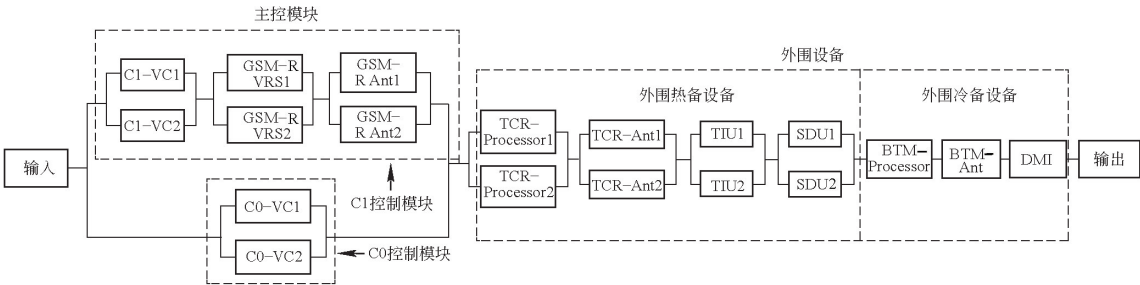 主控模块
C1-VC1
C1-VC2
GSM-R
VRS1
GSM-R
VRS2
GSM-
R Ant1
GSM-
R Ant2
C1控制模块
输入
C0-VC1
C0-VC2
C0控制模块
外围设备
外围热备设备
外围冷备设备
TCR-
Processor1
TCR-
Processor2
TCR-Ant1
TCR-Ant2
TIU1
TIU2
SDU1
SDU2
BTM-
Processor
BTM-
Ant
DMI
输出